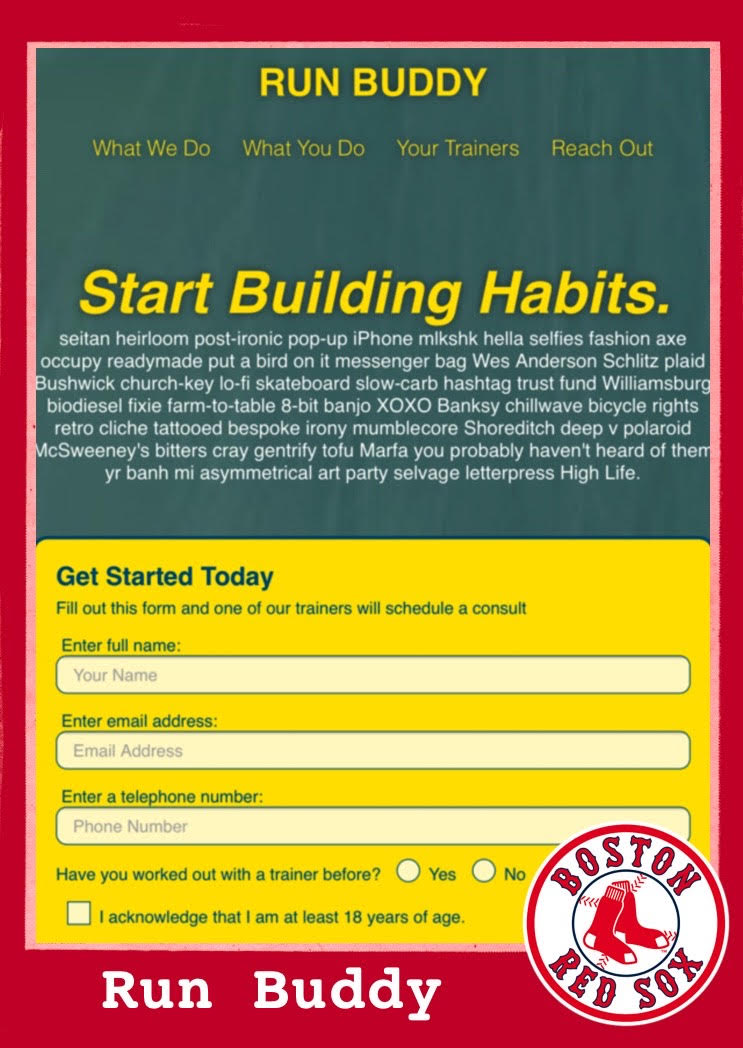 RUN BUDDY
What We Do What You Do Your Trainers Reach Out
Start Building Habits.
seitan heirloom post-ironic pop-up iPhone mlkshk hella selfies fashion axe
occupy readymade put a bird on it messenger bag Wes Anderson Schlitz plaid
Bushwick church-key lo-fi skateboard slow-carb hashtag trust fund Williamsburg
biodiesel fixie farm-to-table 8-bit banjo XOXO Banksy chillwave bicycle rights
retro cliche tattooed bespoke irony mumblecore Shoreditch deep v polaroid
McSweeney's bitters cray gentrify tofu Marfa you probably haven't heard of them
yr banh mi asymmetrical art party selvage letterpress High Life.
Get Started Today
Fill out this form and one of our trainers will schedule a consult
Enter full name:
Your Name
Enter email address:
Email Address
Enter a telephone number:
Phone Number
Have you worked out with a trainer before? Yes No
I acknowledge that I am at least 18 years of age.
BOSTON
RED SOX
Run Buddy